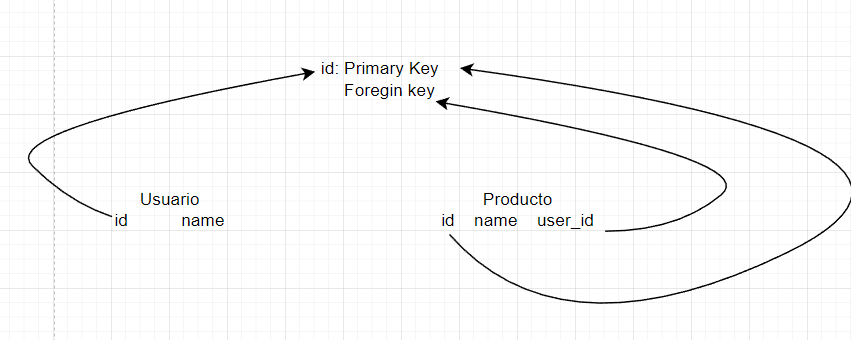 id: Primary Key
Foregin key
Usuario
id name
Producto
id name user_id